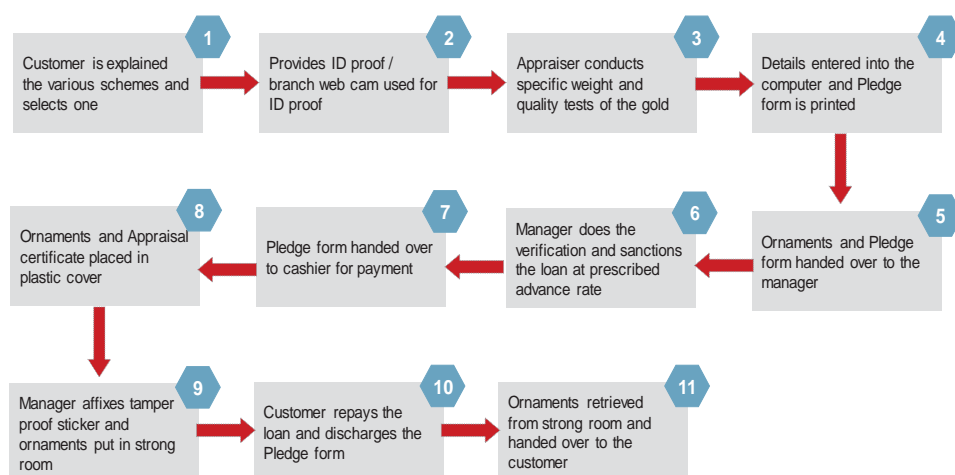 1
Customer is explained
the various schemes and
selects one
2
Provides ID proof /
branch web cam used for
ID proof
3
Appraiser conducts
specific weight and
quality tests of the gold
4
Details entered into the
computer and Pledge
form is printed
5
Ornaments and Pledge
form handed over to the
manager
6
Manager does the
verification and sanctions
the loan at prescribed
advance rate
7
Pledge form handed over
to cashier for payment
8
Ornaments and Appraisal
certificate placed in
plastic cover
9
Manager affixes tamper
proof sticker and
ornaments put in strong
room
10
Customer repays the
loan and discharges the
Pledge form
11
Ornaments retrieved
from strong room and
handed over to the
customer